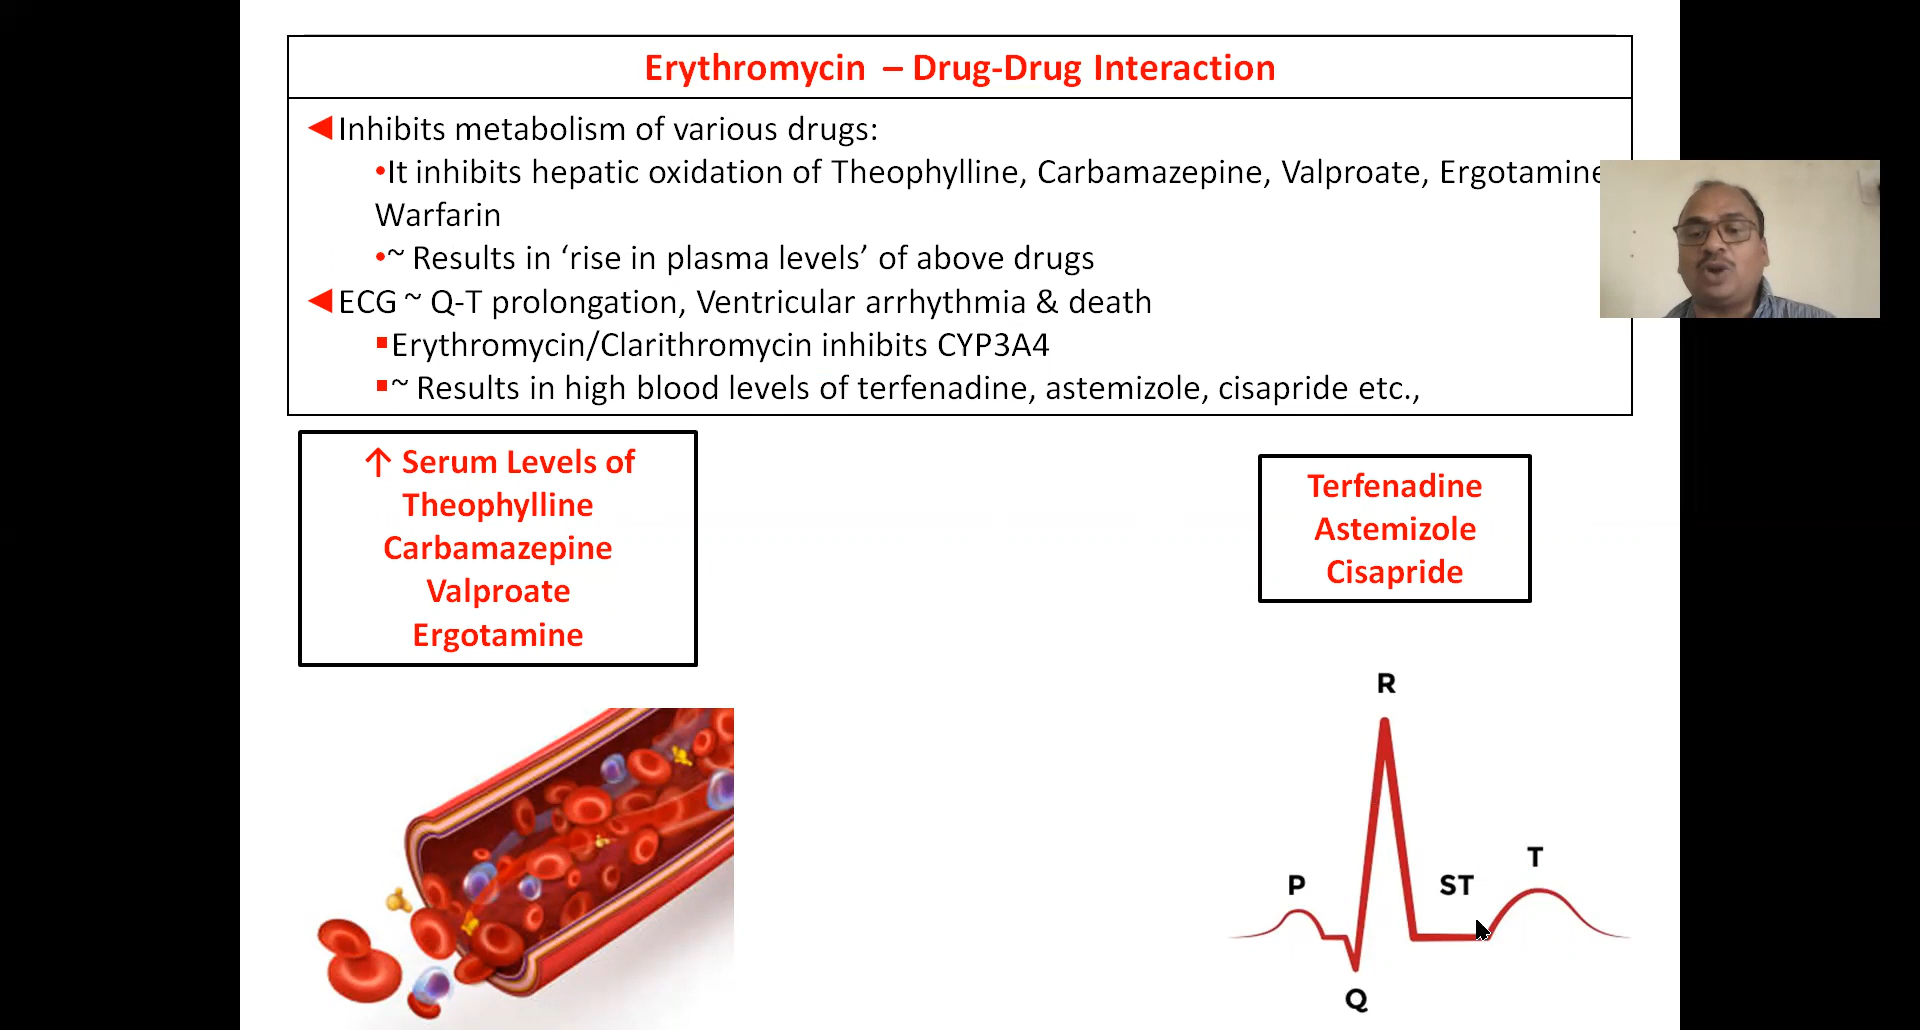 Erythromycin – Drug-Drug Interaction
Inhibits metabolism of various drugs:
•It inhibits hepatic oxidation of Theophylline, Carbamazepine, Valproate, Ergotamine
Warfarin
•~ Results in ‘rise in plasma levels’ of above drugs
ECG ~ Q-T prolongation, Ventricular arrhythmia & death
Erythromycin/Clarithromycin inhibits CYP3A4
~ Results in high blood levels of terfenadine, astemizole, cisapride etc.,
↑ Serum Levels of
Theophylline
Carbamazepine
Valproate
Ergotamine
Terfenadine
Astemizole
Cisapride
R
T
P
ST
Q